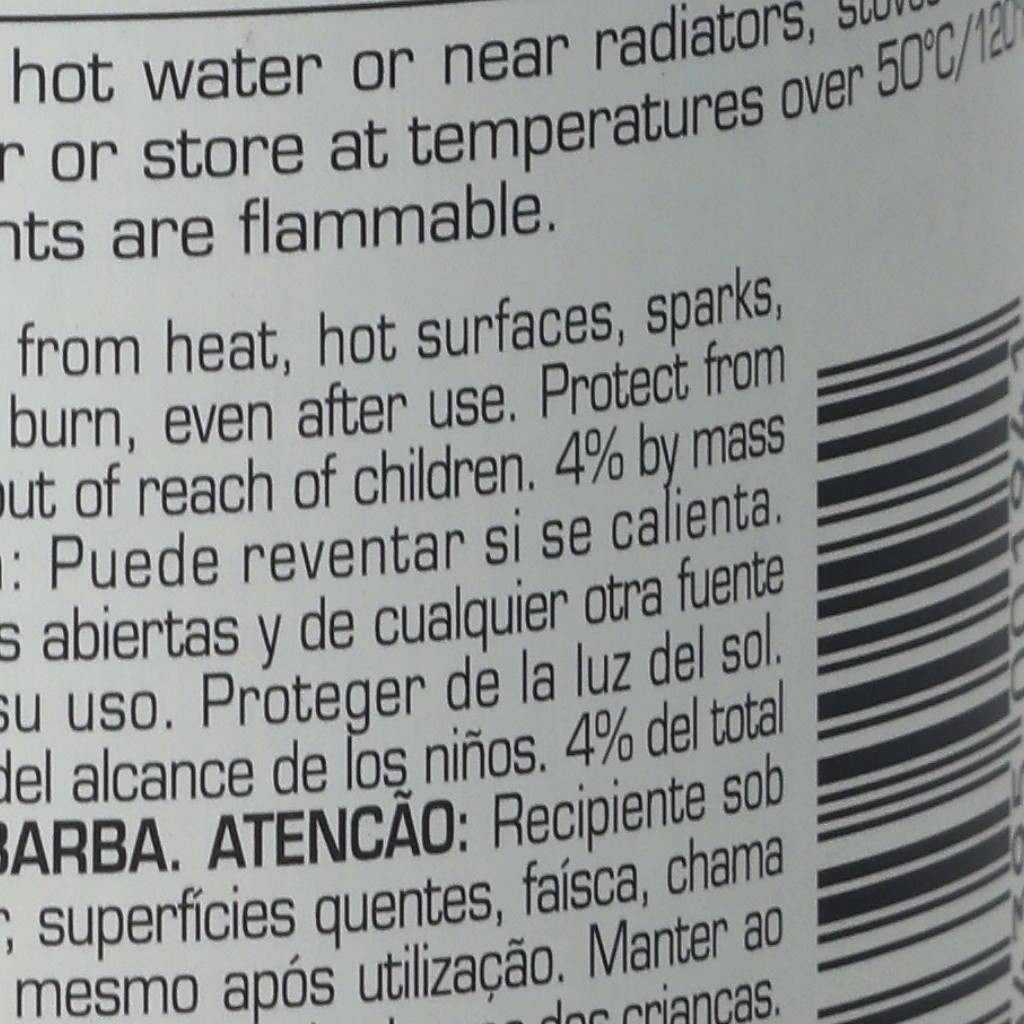 hot water or near radiators, stoves
r or store at temperatures over 50°C/120
nts are flammable.
from heat, hot surfaces, sparks,
burn, even after use. Protect from
out of reach of children. 4% by mass
: Puede reventar si se calienta.
s abiertas y de cualquier otra fuente
su uso. Proteger de la luz del sol.
del alcance de los niños. 4% del total
BARBA. ATENCÃO: Recipiente sob
, superfícies quentes, faísca, chama
mesmo após utilização. Manter ao
crianças.